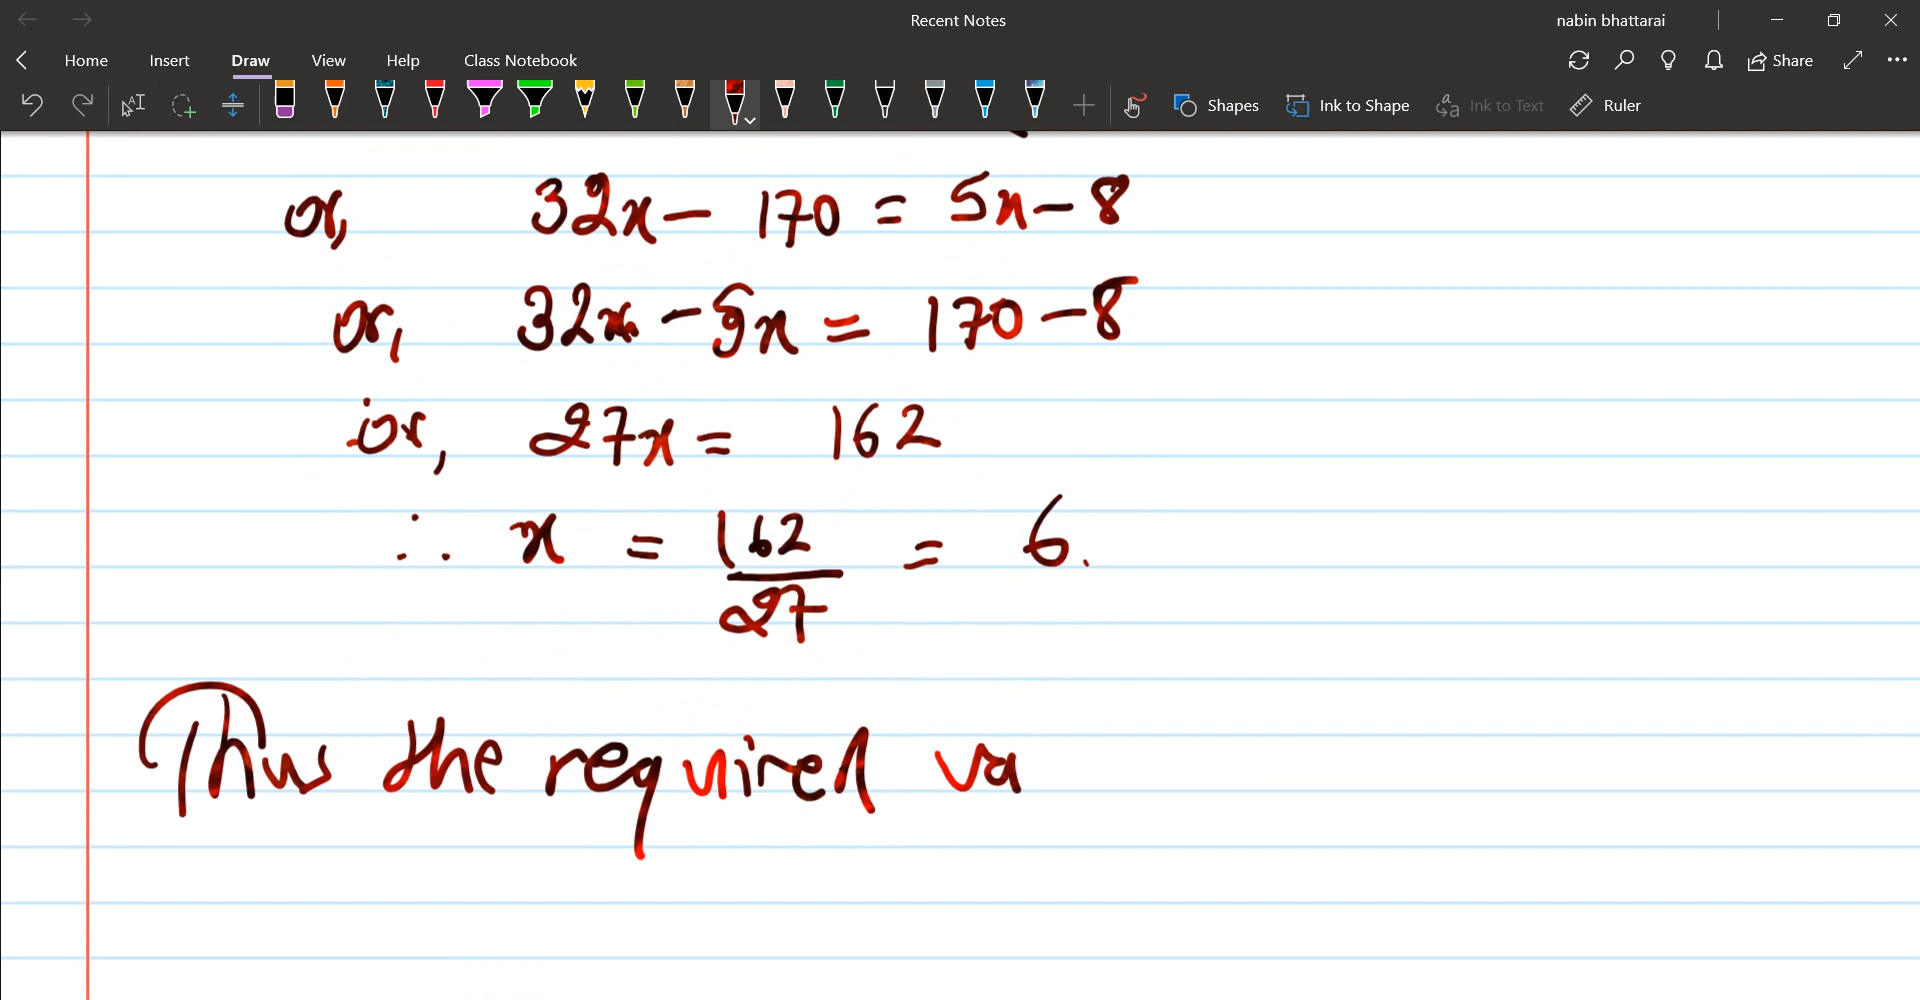 Recent Notes
nabin bhattarai
Home Insert Draw View Help Class Notebook Share
Shapes Ink to Shape Ink to Text Ruler
or, 32x - 170 = 5x - 8
or, 32x - 5x = 170 - 8
or, 27x = 162
∴ x = 162/27 = 6.
Thus the required va